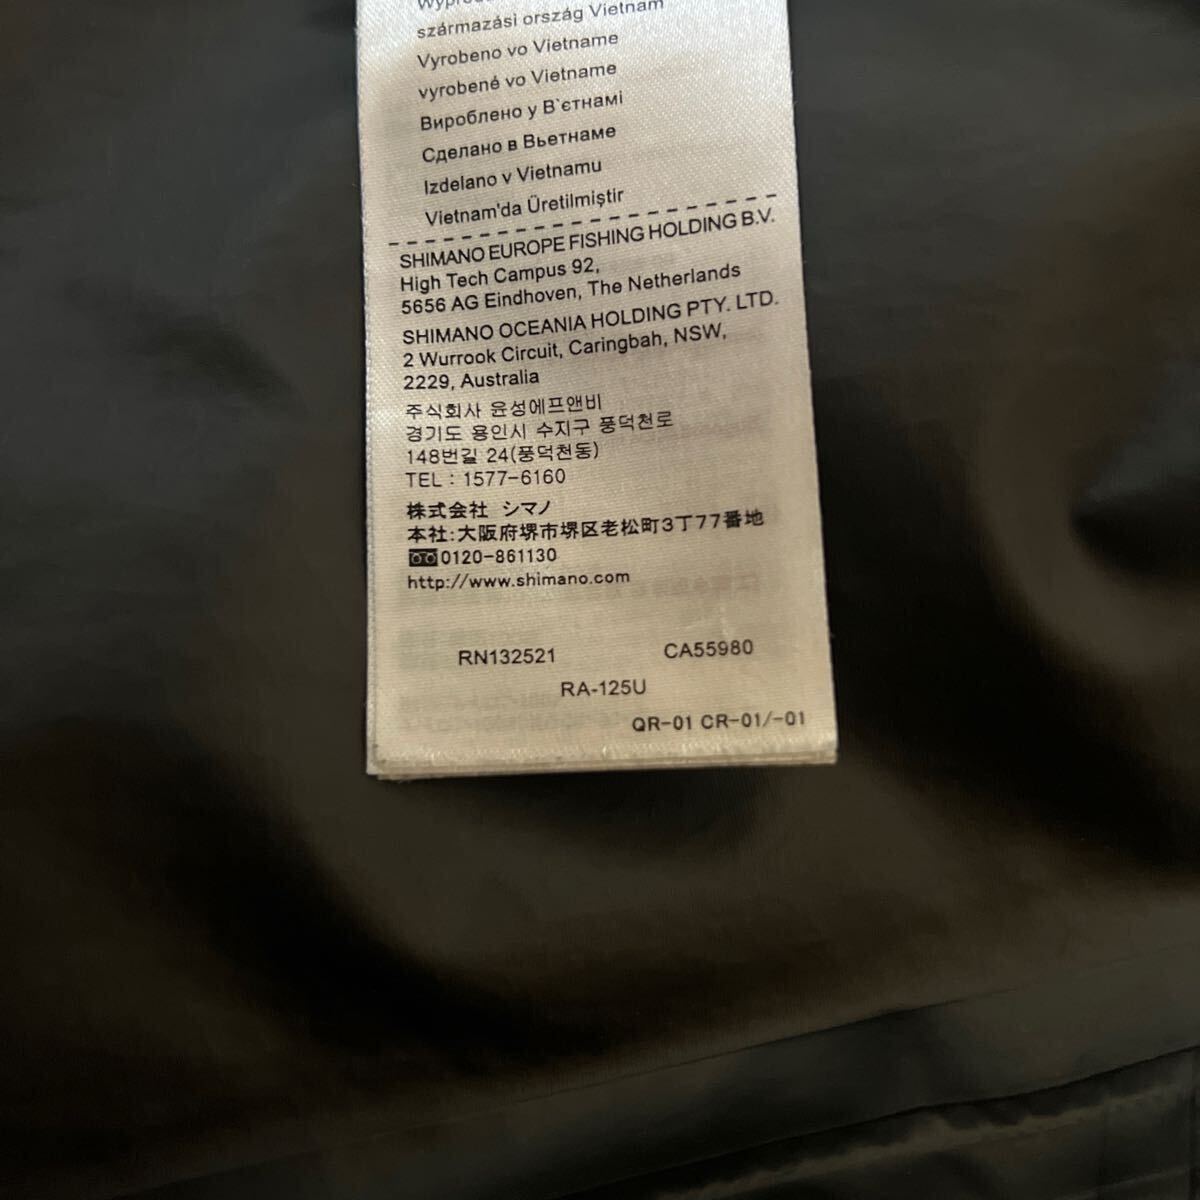 származási ország Vietnam
Vyrobeno vo Vietname
vyrobené vo Vietname
Вироблено у В`єтнамі
Сделано в Вьетнаме
Izdelano v Vietnamu
Vietnam'da Üretilmiştir
SHIMANO EUROPE FISHING HOLDING B.V.
High Tech Campus 92,
5656 AG Eindhoven, The Netherlands
SHIMANO OCEANIA HOLDING PTY. LTD.
2 Wurrook Circuit, Caringbah, NSW,
2229, Australia
주식회사 윤성에프앤비
경기도 용인시 수지구 풍덕천로
148번길 24(풍덕천동)
TEL : 1577-6160
株式会社 シマノ
本社:大阪府堺市堺区老松町3丁77番地
0120-861130
http://www.shimano.com
RN132521 CA55980
RA-125U
QR-01 CR-01/-01